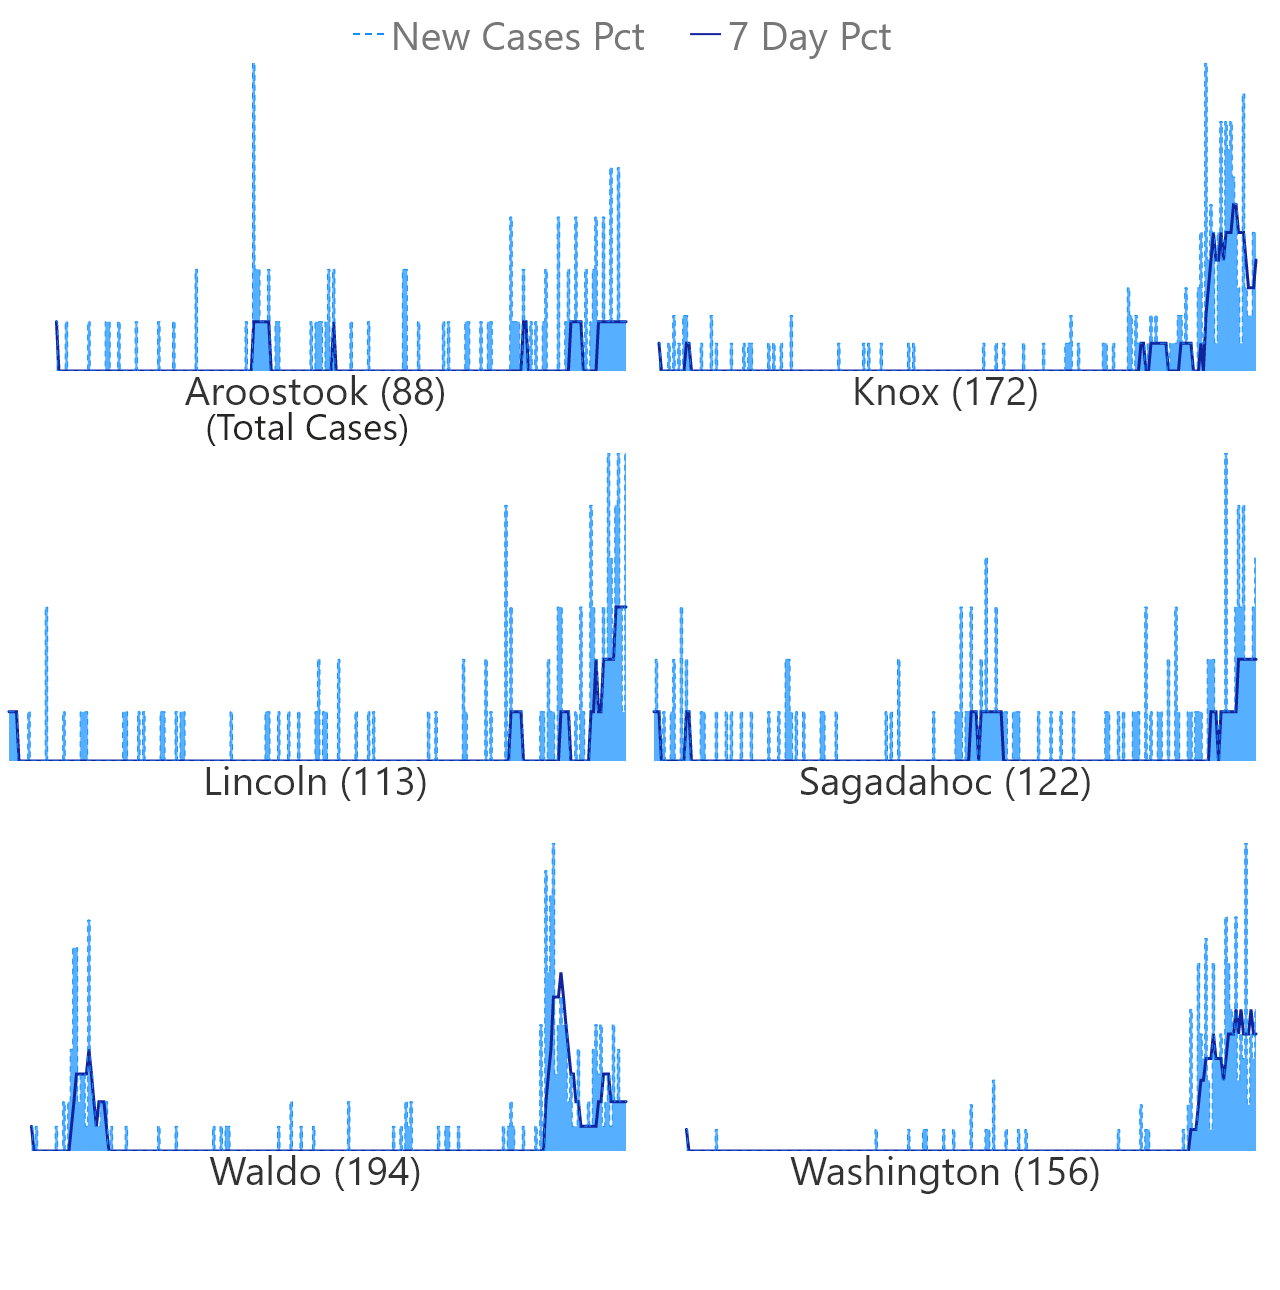 New Cases Pct 7 Day Pct
Aroostook (88) Knox (172)
(Total Cases)
Lincoln (113) Sagadahoc (122)
Waldo (194) Washington (156)